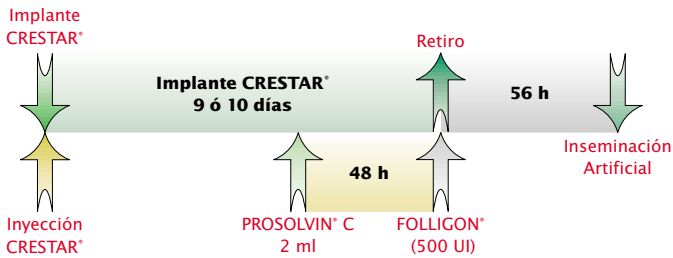 Implante
CRESTAR®
Retiro
Implante CRESTAR®
9 ó 10 días
56 h
Inseminación
Artificial
48 h
Inyección
CRESTAR®
PROSOLVIN® C
2 ml
FOLLIGON®
(500 UI)